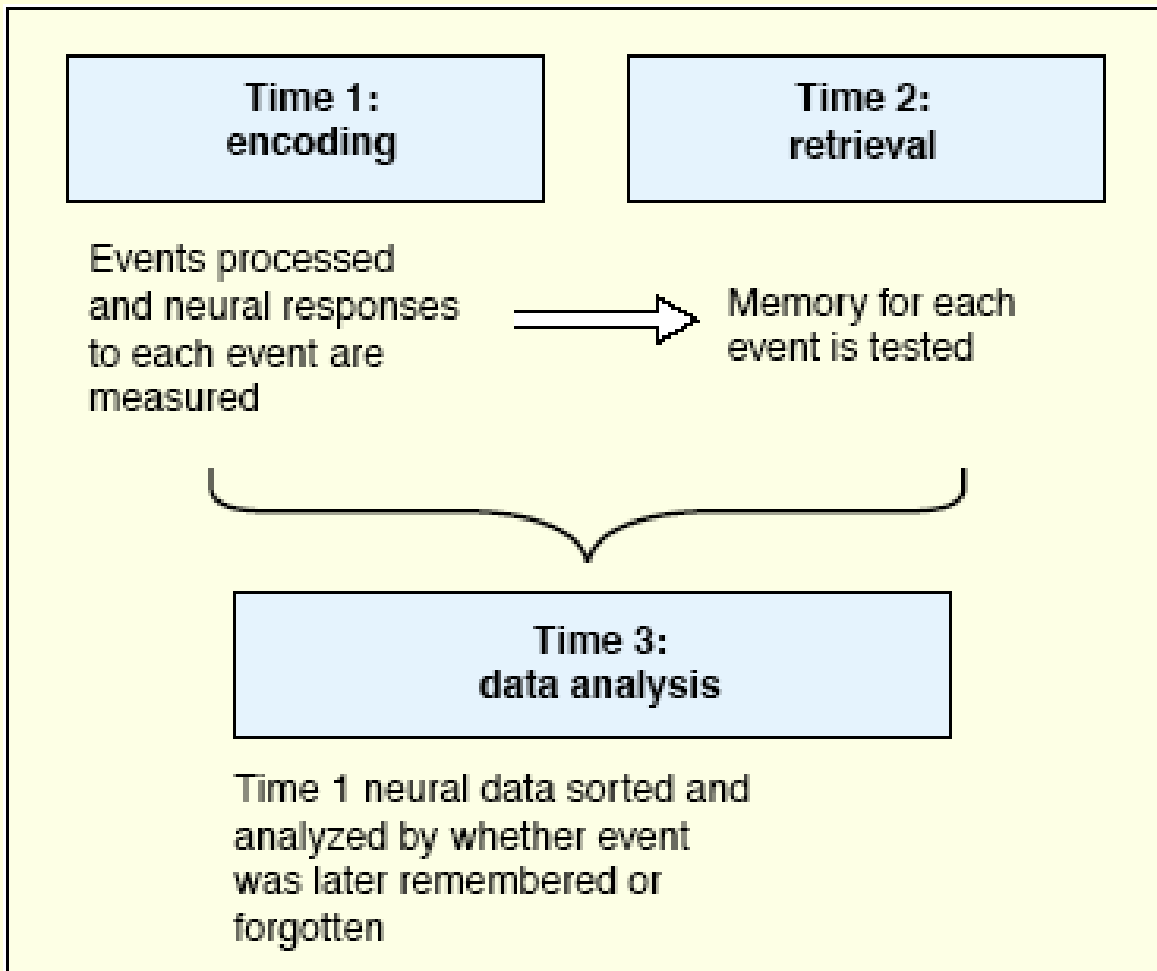 Time 1:
encoding
Time 2:
retrieval
Events processed
and neural responses
to each event are
measured
Memory for each
event is tested
Time 3:
data analysis
Time 1 neural data sorted and
analyzed by whether event
was later remembered or
forgotten